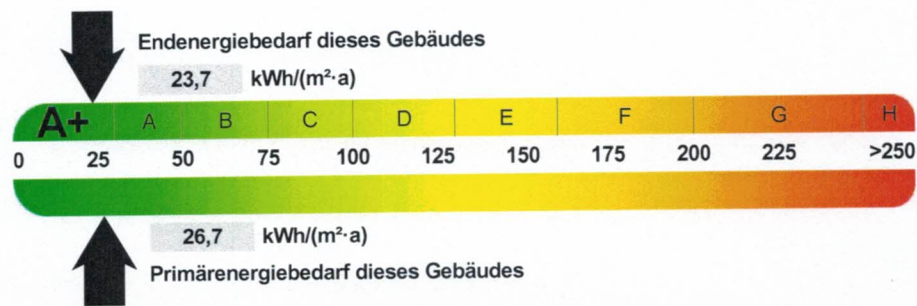 Endenergiebedarf dieses Gebäudes
23,7 kWh/(m²·a)
A+ A B C D E F G H
0 25 50 75 100 125 150 175 200 225 >250
26,7 kWh/(m²·a)
Primärenergiebedarf dieses Gebäudes